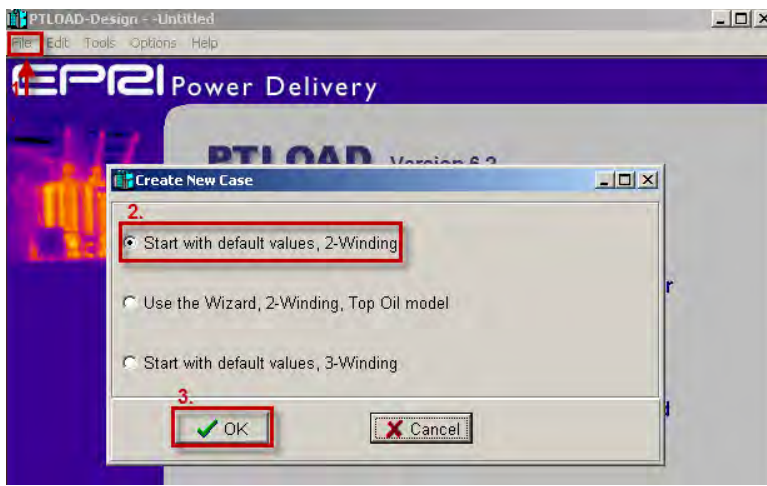 PTLOAD-Design - -Untitled
File Edit Tools Options Help
1.
EPRI Power Delivery
PTLOAD Version 6.2
Create New Case
2.
Start with default values, 2-Winding
Use the Wizard, 2-Winding, Top Oil model
Start with default values, 3-Winding
3.
OK Cancel